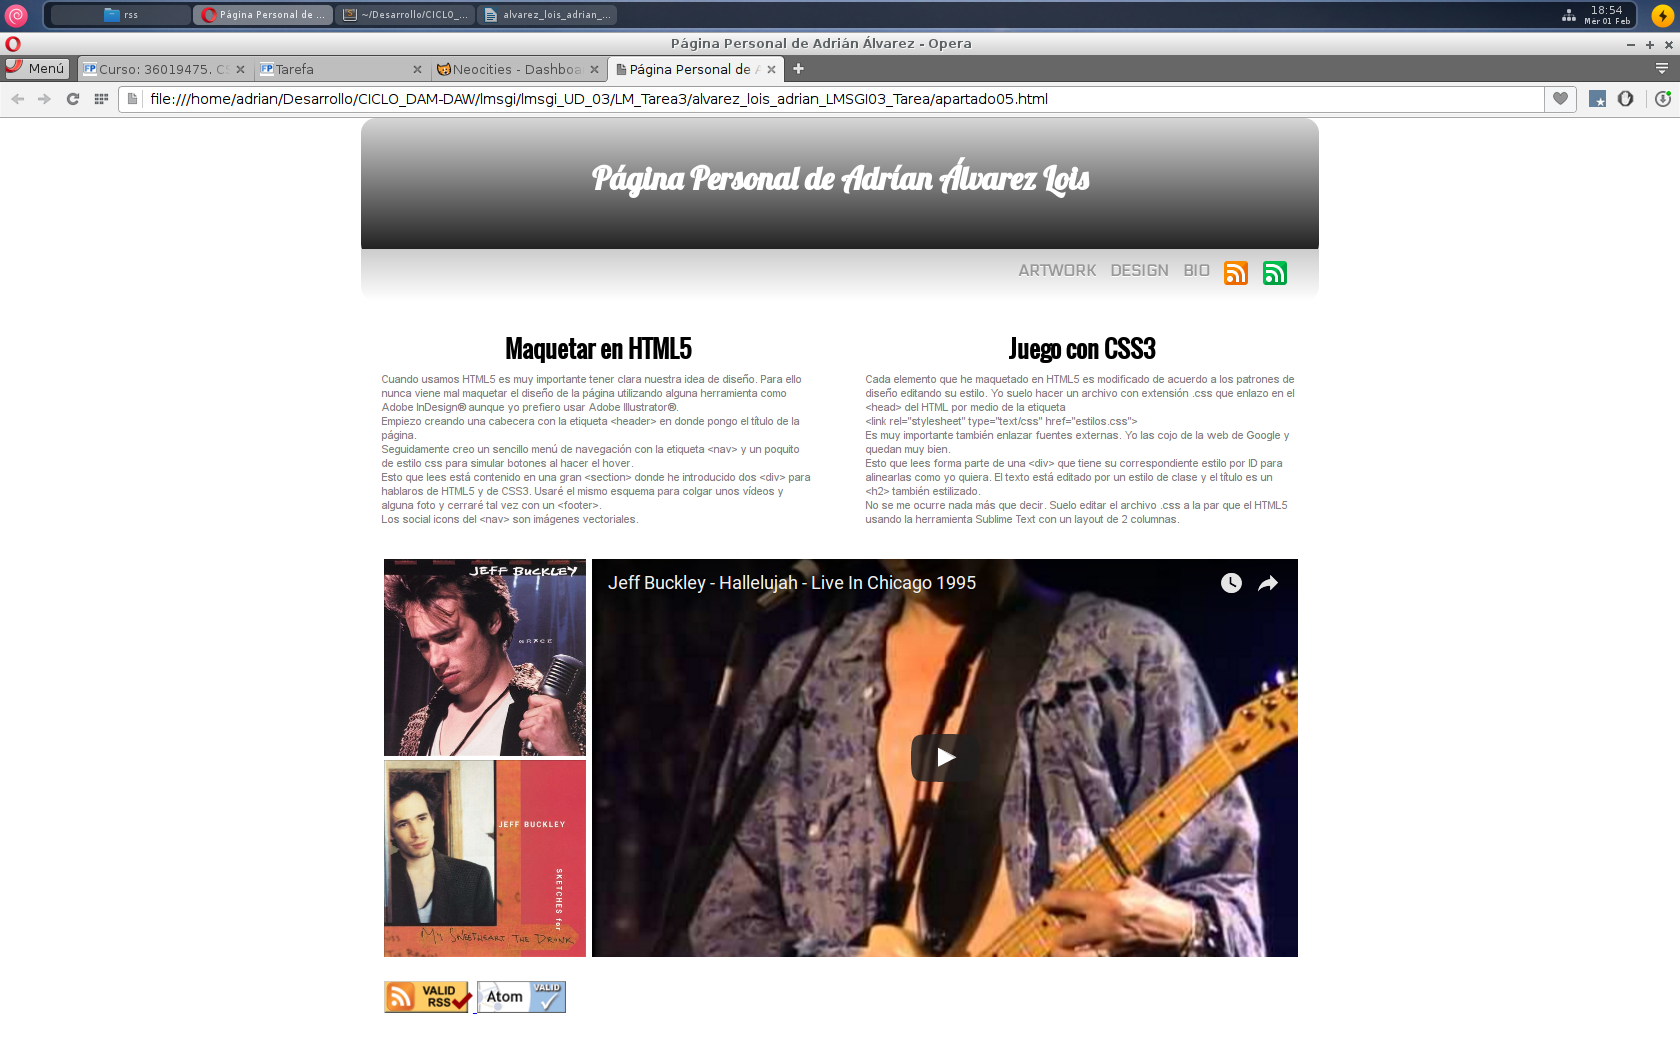 rss
Página Personal de ...
~/Desarrollo/CICLO_...
alvarez_lois_adrian_...
18:54
Mér 01 Feb
Página Personal de Adrián Álvarez - Opera
Menú
FP Curso: 36019475. CS
FP Tarefa
Neocities - Dashboa
Página Personal de A
file:///home/adrian/Desarrollo/CICLO_DAM-DAW/lmsgi/lmsgi_UD_03/LM_Tarea3/alvarez_lois_adrian_LMSGI03_Tarea/apartado05.html
Página Personal de Adrían Álvarez Lois
ARTWORK DESIGN BIO
Maquetar en HTML5
Cuando usamos HTML5 es muy importante tener clara nuestra idea de diseño. Para ello
nunca viene mal maquetar el diseño de la página utilizando alguna herramienta como
Adobe InDesign® aunque yo prefiero usar Adobe Illustrator®.
Empiezo creando una cabecera con la etiqueta <header> en donde pongo el título de la
página.
Seguidamente creo un sencillo menú de navegación con la etiqueta <nav> y un poquito
de estilo css para simular botones al hacer el hover.
Esto que lees está contenido en una gran <section> donde he introducido dos <div> para
hablaros de HTML5 y de CSS3. Usaré el mismo esquema para colgar unos vídeos y
alguna foto y cerraré tal vez con un <footer>.
Los social icons del <nav> son imágenes vectoriales.
Juego con CSS3
Cada elemento que he maquetado en HTML5 es modificado de acuerdo a los patrones de
diseño editando su estilo. Yo suelo hacer un archivo con extensión .css que enlazo en el
<head> del HTML por medio de la etiqueta
<link rel="stylesheet" type="text/css" href="estilos.css">
Es muy importante también enlazar fuentes externas. Yo las cojo de la web de Google y
quedan muy bien.
Esto que lees forma parte de una <div> que tiene su correspondiente estilo por ID para
alinearlas como yo quiera. El texto está editado por un estilo de clase y el título es un
<h2> también estilizado.
No se me ocurre nada más que decir. Suelo editar el archivo .css a la par que el HTML5
usando la herramienta Sublime Text con un layout de 2 columnas.
JEFF BUCKLEY
GRACE
JEFF BUCKLEY
SKETCHES for
My SWEETHEART THE DRUNK
Jeff Buckley - Hallelujah - Live In Chicago 1995
VALID
RSS
Atom
VALID